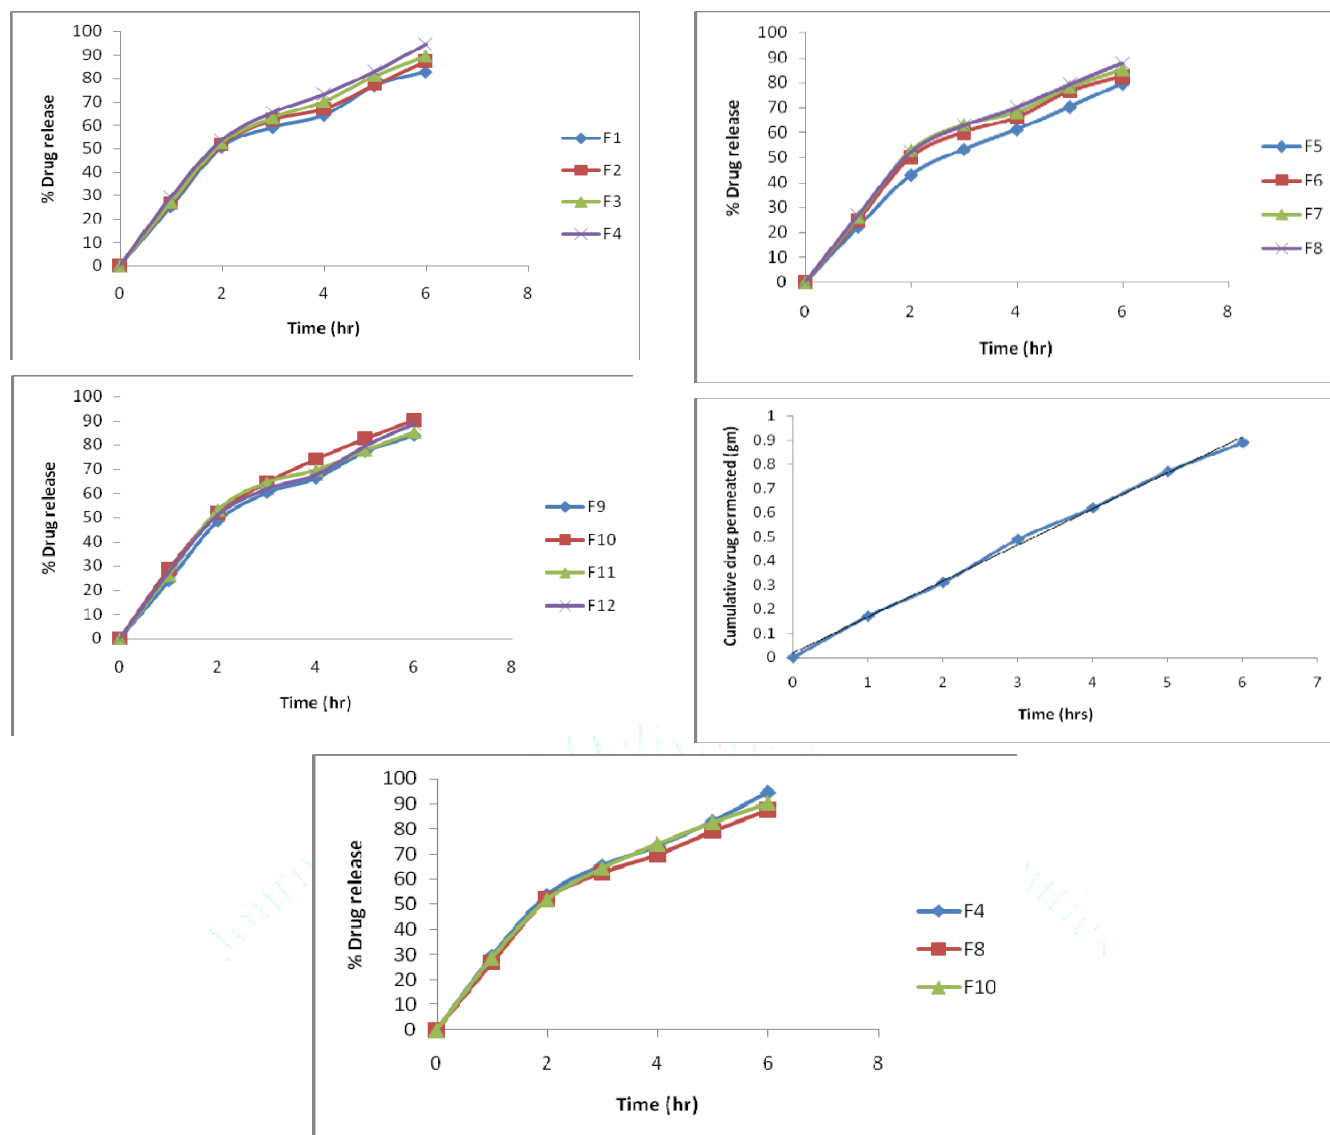 100
90
80
70
60
50
40
30
20
10
0
% Drug release
0 2 4 6 8
Time (hr)
F1
F2
F3
F4
100
90
80
70
60
50
40
30
20
10
0
% Drug release
0 2 4 6 8
Time (hr)
F5
F6
F7
F8
100
90
80
70
60
50
40
30
20
10
0
% Drug release
0 2 4 6 8
Time (hr)
F9
F10
F11
F12
1
0.9
0.8
0.7
0.6
0.5
0.4
0.3
0.2
0.1
0
Cumulative drug permeated (gm)
0 1 2 3 4 5 6 7
Time (hrs)
100
90
80
70
60
50
40
30
20
10
0
% Drug release
0 2 4 6 8
Time (hr)
F4
F8
F10